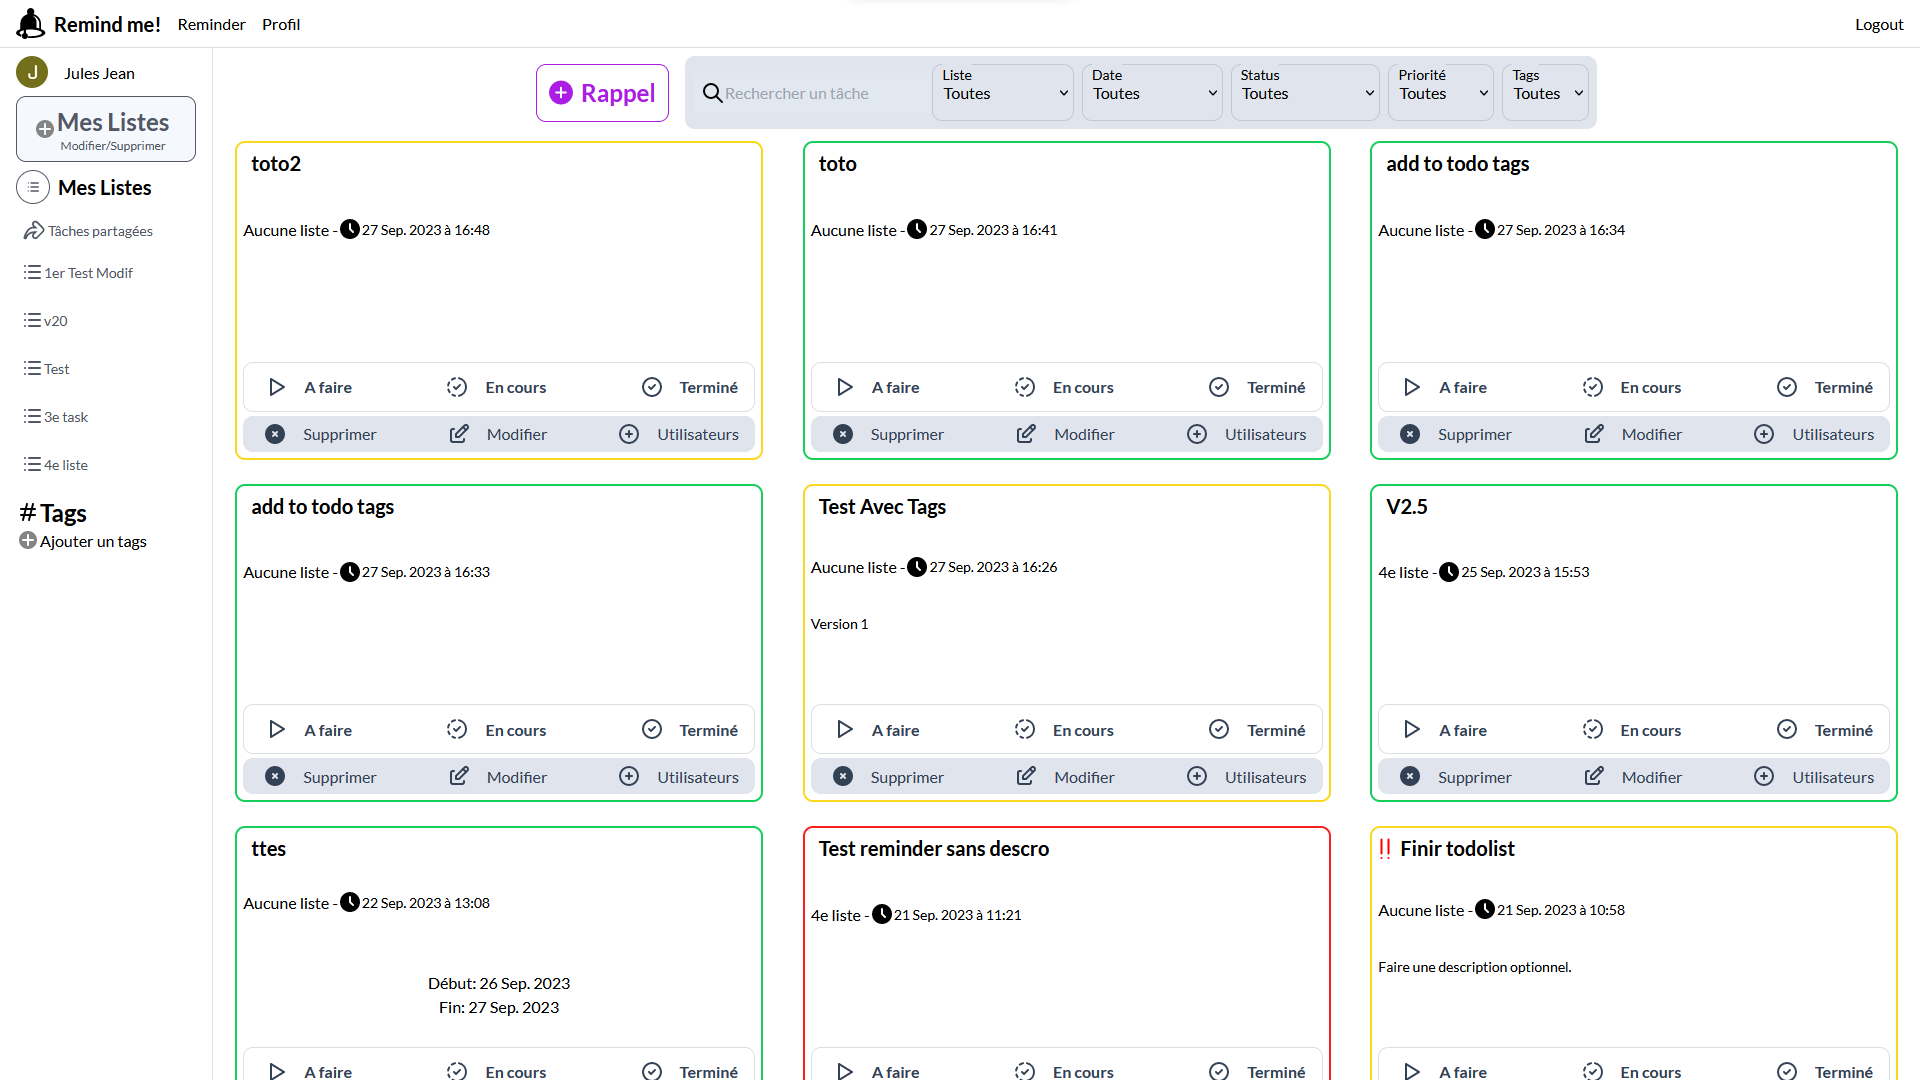 Remind me! Reminder Profil Logout
J Jules Jean
Mes Listes
Modifier/Supprimer
Mes Listes
Tâches partagées
1er Test Modif
v20
Test
3e task
4e liste
# Tags
Ajouter un tags
Rappel
Rechercher un tâche
Liste
Toutes
Date
Toutes
Status
Toutes
Priorité
Toutes
Tags
Toutes
toto2
Aucune liste - 27 Sep. 2023 à 16:48
A faire En cours Terminé
Supprimer Modifier Utilisateurs
toto
Aucune liste - 27 Sep. 2023 à 16:41
A faire En cours Terminé
Supprimer Modifier Utilisateurs
add to todo tags
Aucune liste - 27 Sep. 2023 à 16:34
A faire En cours Terminé
Supprimer Modifier Utilisateurs
add to todo tags
Aucune liste - 27 Sep. 2023 à 16:33
A faire En cours Terminé
Supprimer Modifier Utilisateurs
Test Avec Tags
Aucune liste - 27 Sep. 2023 à 16:26
Version 1
A faire En cours Terminé
Supprimer Modifier Utilisateurs
V2.5
4e liste - 25 Sep. 2023 à 15:53
A faire En cours Terminé
Supprimer Modifier Utilisateurs
ttes
Aucune liste - 22 Sep. 2023 à 13:08
Début: 26 Sep. 2023
Fin: 27 Sep. 2023
A faire En cours Terminé
Test reminder sans descro
4e liste - 21 Sep. 2023 à 11:21
A faire En cours Terminé
!! Finir todolist
Aucune liste - 21 Sep. 2023 à 10:58
Faire une description optionnel.
A faire En cours Terminé